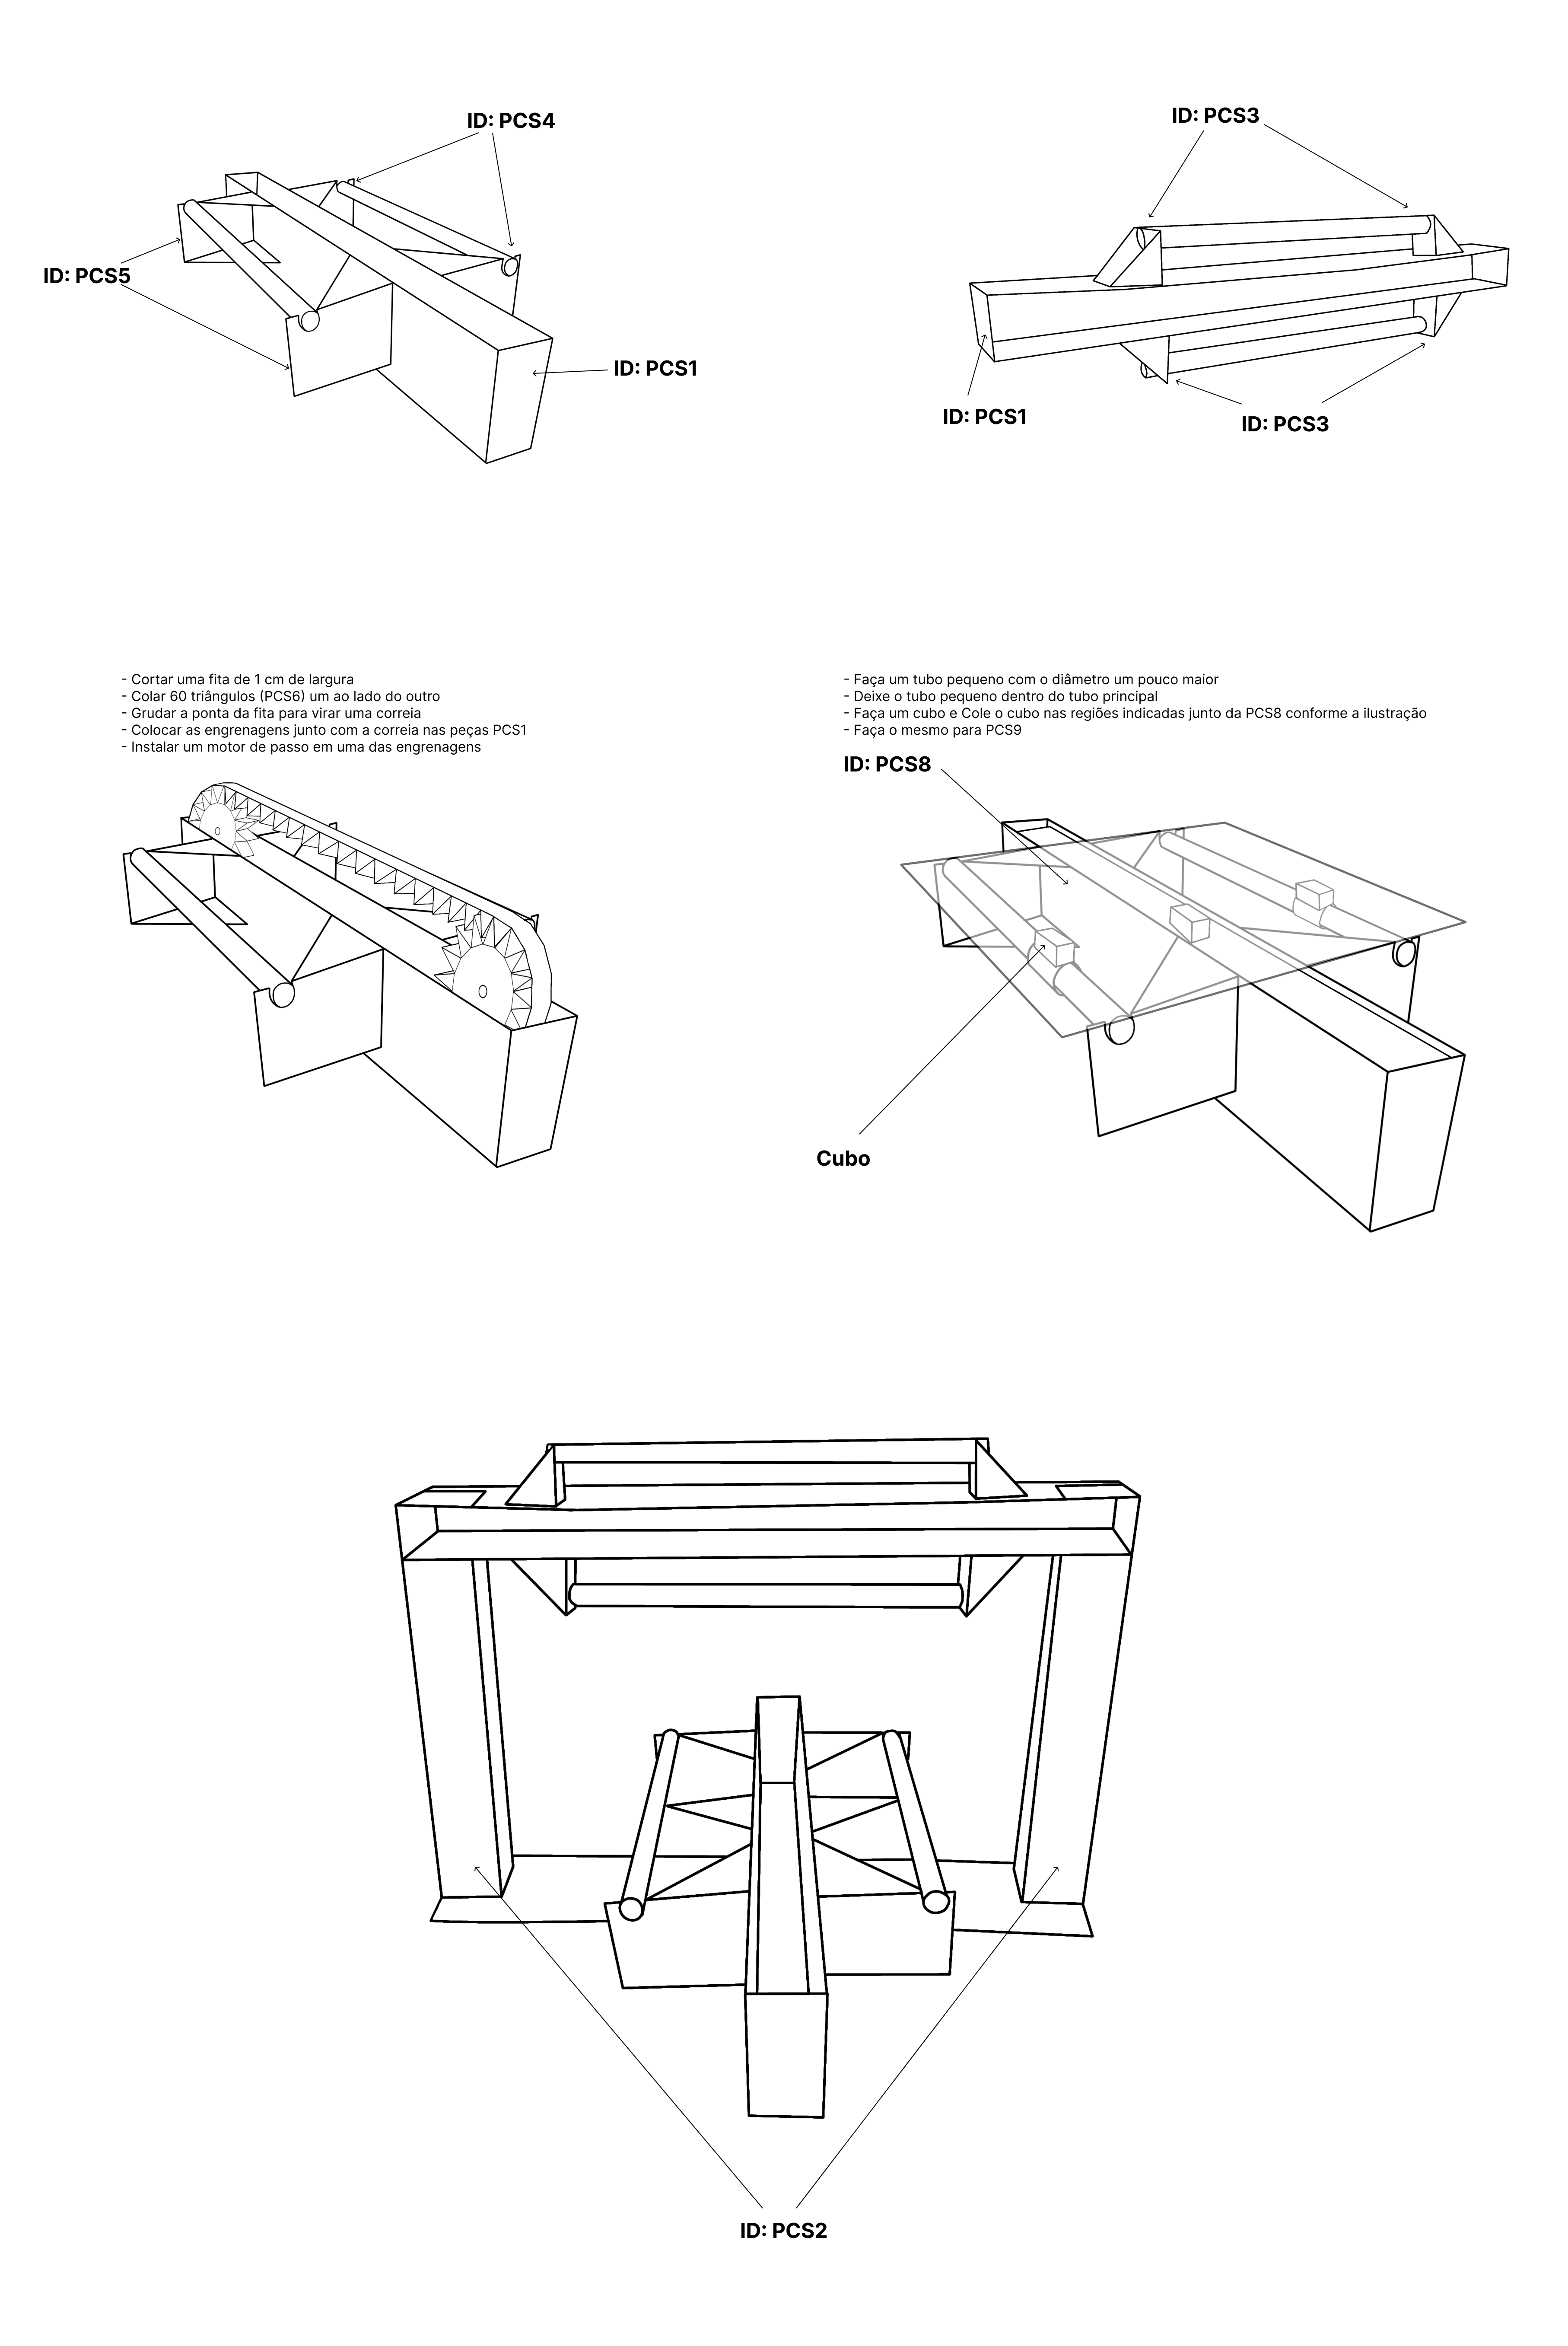 ID: PCS4
ID: PCS3
ID: PCS5
ID: PCS1
ID: PCS1
ID: PCS3
- Cortar uma fita de 1 cm de largura
- Colar 60 triângulos (PCS6) um ao lado do outro
- Grudar a ponta da fita para virar uma correia
- Colocar as engrenagens junto com a correia nas peças PCS1
- Instalar um motor de passo em uma das engrenagens
- Faça um tubo pequeno com o diâmetro um pouco maior
- Deixe o tubo pequeno dentro do tubo principal
- Faça um cubo e Cole o cubo nas regiões indicadas junto da PCS8 conforme a ilustração
- Faça o mesmo para PCS9
ID: PCS8
Cubo
ID: PCS2